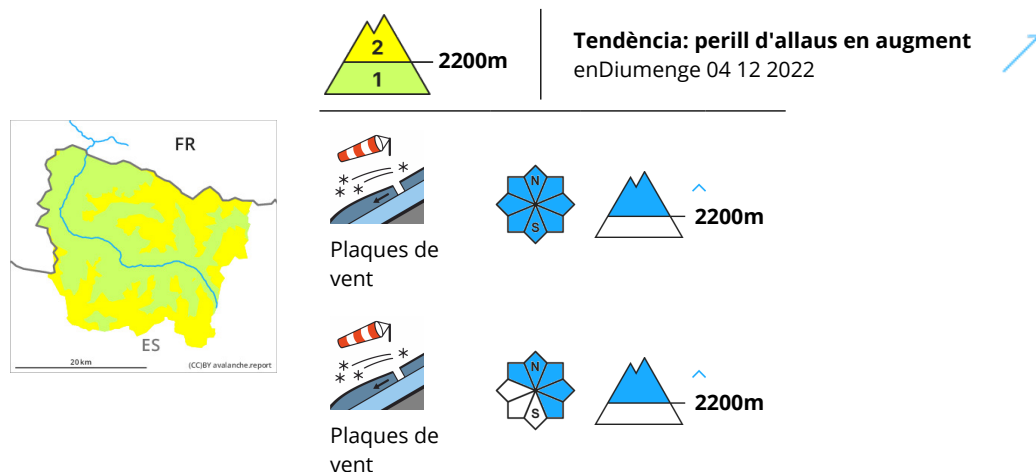 2
1
2200m
Tendència: perill d'allaus en augment
enDiumenge 04 12 2022
FR
ES
20 km
(CC)BY avalanche.report
N
S
2200m
Plaques de
vent
N
S
2200m
Plaques de
vent